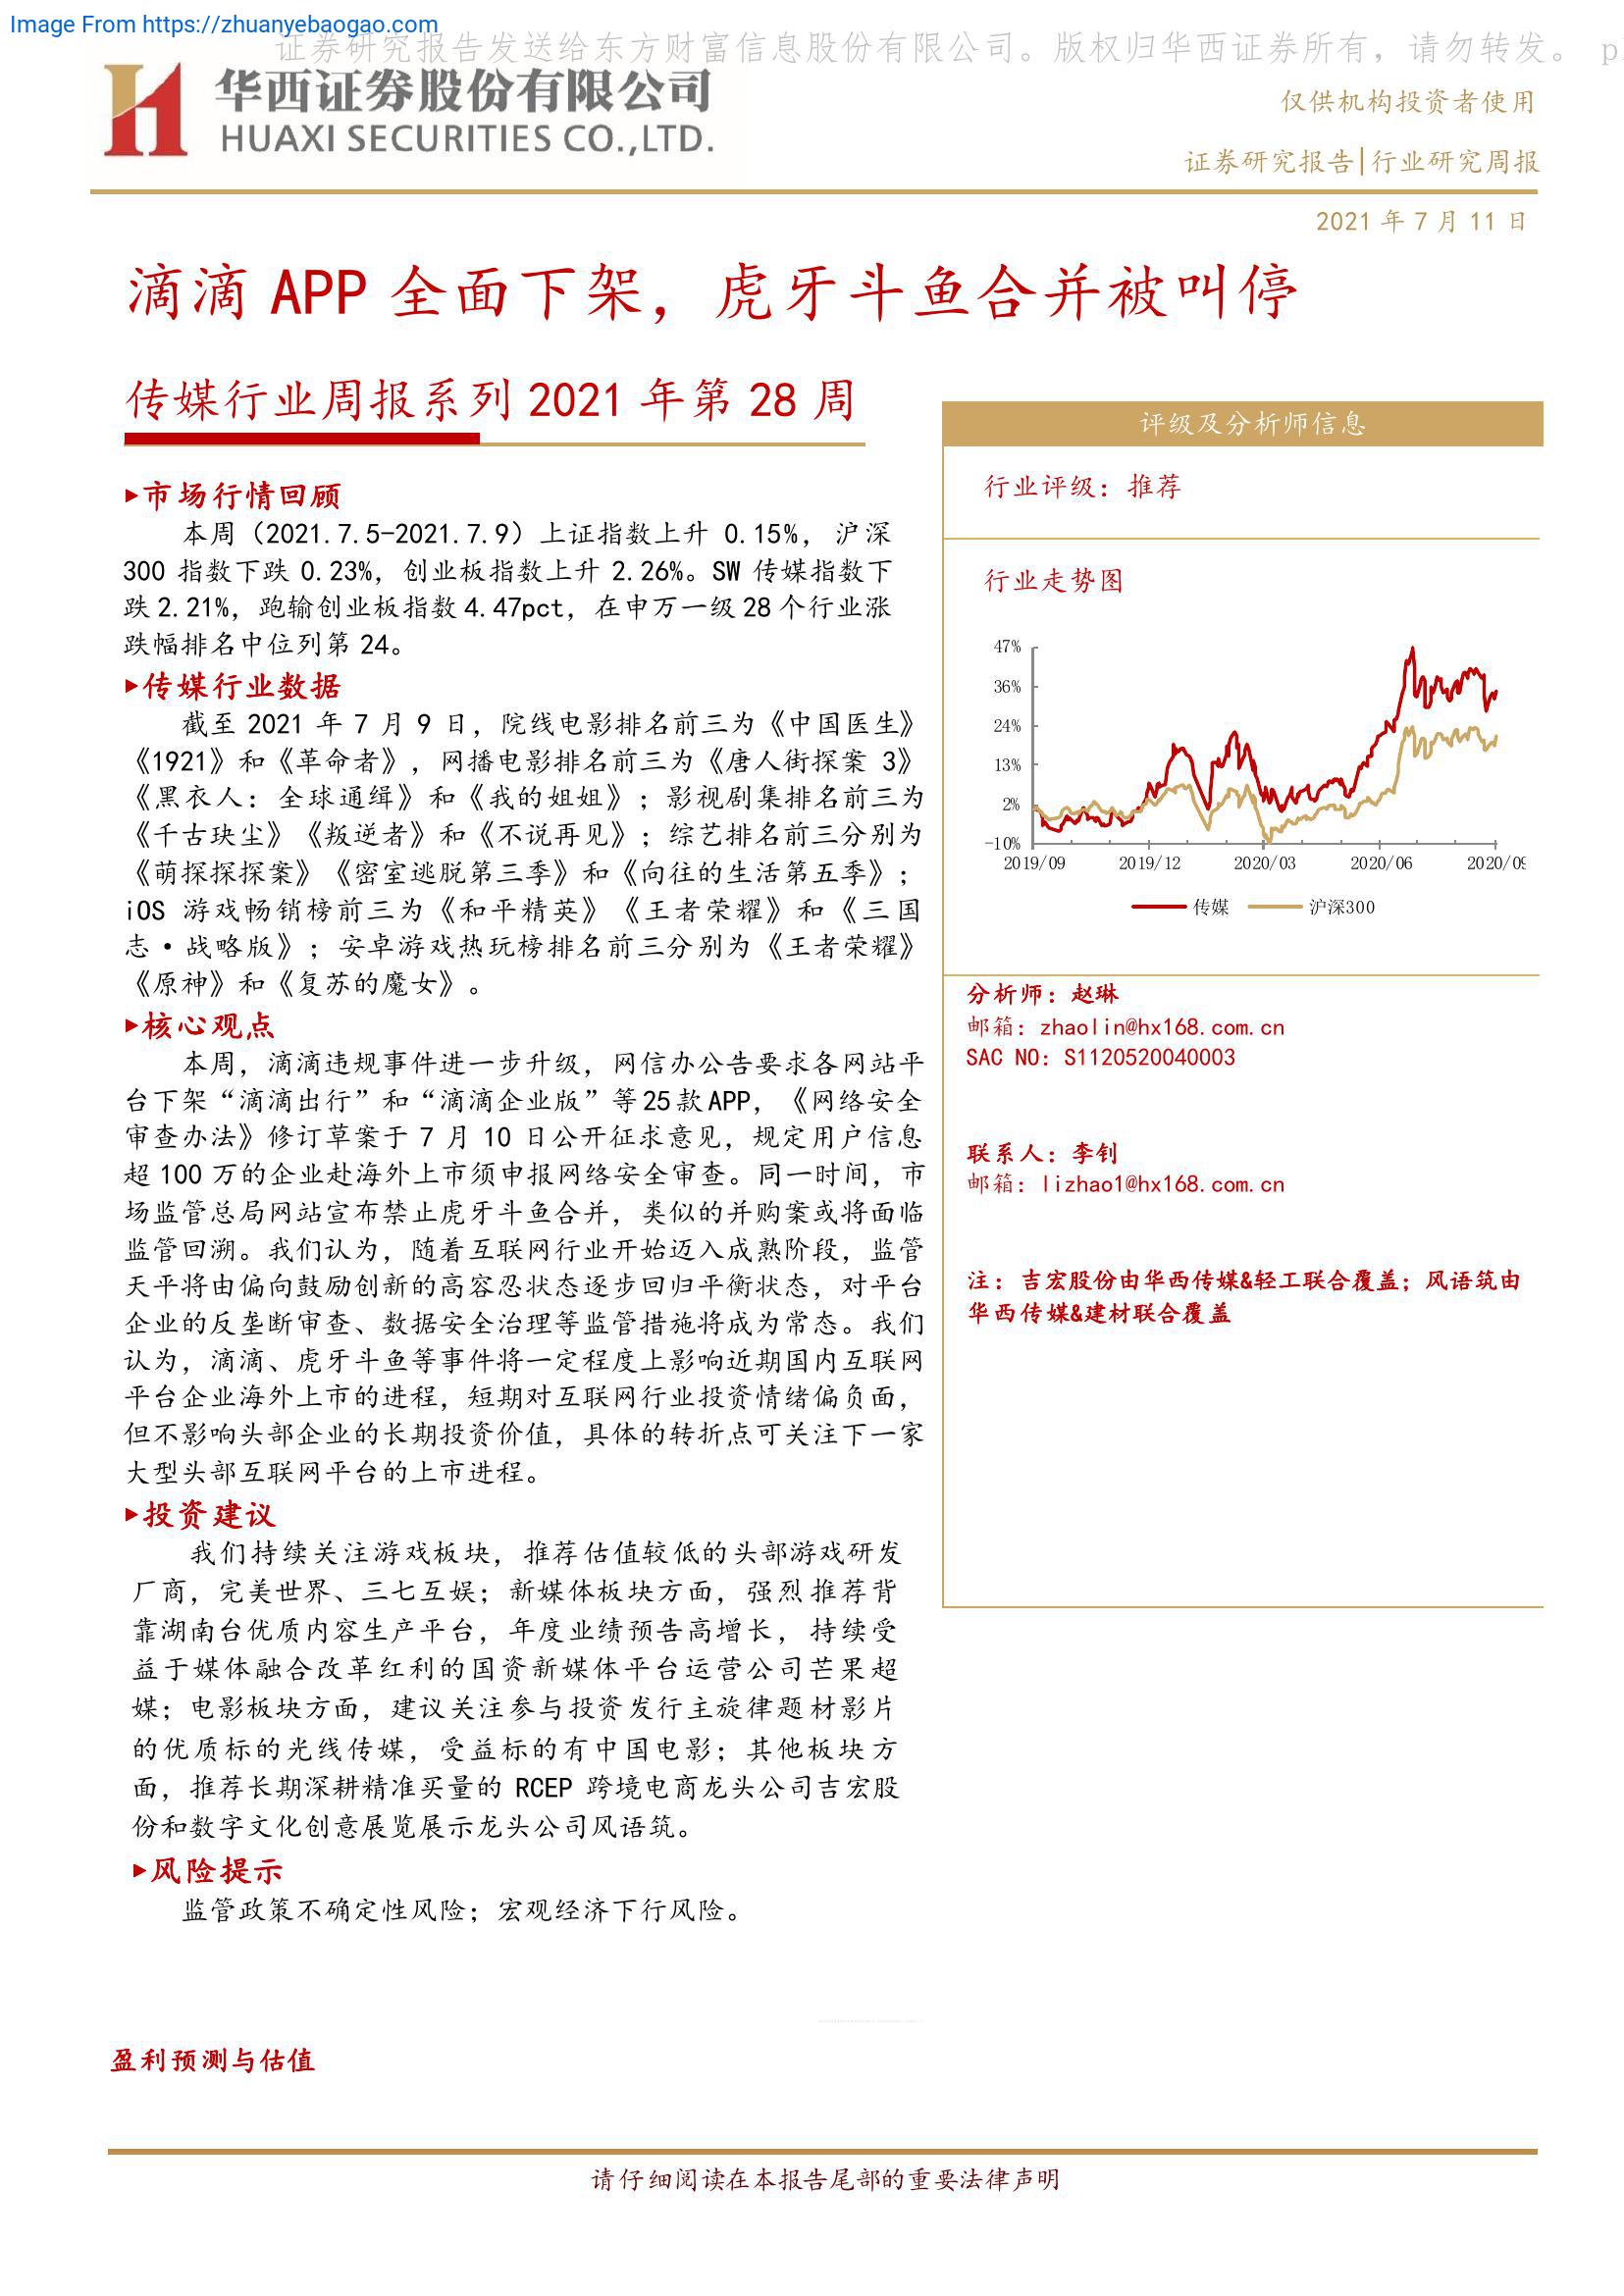 Image From https://zhuanyebaogao.com
证券研究报告发送给东方财富信息股份有限公司。版权归华西证券所有，请勿转发。 p
华西证券股份有限公司
HUAXI SECURITIES CO.,LTD.
仅供机构投资者使用
证券研究报告|行业研究周报
2021 年 7 月 11 日
滴滴 APP 全面下架，虎牙斗鱼合并被叫停
传媒行业周报系列 2021 年第 28 周
▸市场行情回顾
本周（2021.7.5-2021.7.9）上证指数上升 0.15%，沪深
300 指数下跌 0.23%，创业板指数上升 2.26%。SW 传媒指数下
跌 2.21%，跑输创业板指数 4.47pct，在申万一级 28 个行业涨
跌幅排名中位列第 24。
▸传媒行业数据
截至 2021 年 7 月 9 日，院线电影排名前三为《中国医生》
《1921》和《革命者》，网播电影排名前三为《唐人街探案 3》
《黑衣人：全球通缉》和《我的姐姐》；影视剧集排名前三为
《千古玦尘》《叛逆者》和《不说再见》；综艺排名前三分别为
《萌探探探案》《密室逃脱第三季》和《向往的生活第五季》；
iOS 游戏畅销榜前三为《和平精英》《王者荣耀》和《三国
志·战略版》；安卓游戏热玩榜排名前三分别为《王者荣耀》
《原神》和《复苏的魔女》。
▸核心观点
本周，滴滴违规事件进一步升级，网信办公告要求各网站平
台下架“滴滴出行”和“滴滴企业版”等 25 款 APP，《网络安全
审查办法》修订草案于 7 月 10 日公开征求意见，规定用户信息
超 100 万的企业赴海外上市须申报网络安全审查。同一时间，市
场监管总局网站宣布禁止虎牙斗鱼合并，类似的并购案或将面临
监管回溯。我们认为，随着互联网行业开始迈入成熟阶段，监管
天平将由偏向鼓励创新的高容忍状态逐步回归平衡状态，对平台
企业的反垄断审查、数据安全治理等监管措施将成为常态。我们
认为，滴滴、虎牙斗鱼等事件将一定程度上影响近期国内互联网
平台企业海外上市的进程，短期对互联网行业投资情绪偏负面，
但不影响头部企业的长期投资价值，具体的转折点可关注下一家
大型头部互联网平台的上市进程。
▸投资建议
我们持续关注游戏板块，推荐估值较低的头部游戏研发
厂商，完美世界、三七互娱；新媒体板块方面，强烈推荐背
靠湖南台优质内容生产平台，年度业绩预告高增长，持续受
益于媒体融合改革红利的国资新媒体平台运营公司芒果超
媒；电影板块方面，建议关注参与投资发行主旋律题材影片
的优质标的光线传媒，受益标的有中国电影；其他板块方
面，推荐长期深耕精准买量的 RCEP 跨境电商龙头公司吉宏股
份和数字文化创意展览展示龙头公司风语筑。
▸风险提示
监管政策不确定性风险；宏观经济下行风险。
盈利预测与估值
评级及分析师信息
行业评级：推荐
行业走势图
47%
36%
24%
13%
2%
-10%
2019/09 2019/12 2020/03 2020/06 2020/09
传媒 沪深300
分析师：赵琳
邮箱：zhaolin@hx168.com.cn
SAC NO：S1120520040003
联系人：李钊
邮箱：lizhao1@hx168.com.cn
注：吉宏股份由华西传媒&轻工联合覆盖；风语筑由
华西传媒&建材联合覆盖
请仔细阅读在本报告尾部的重要法律声明